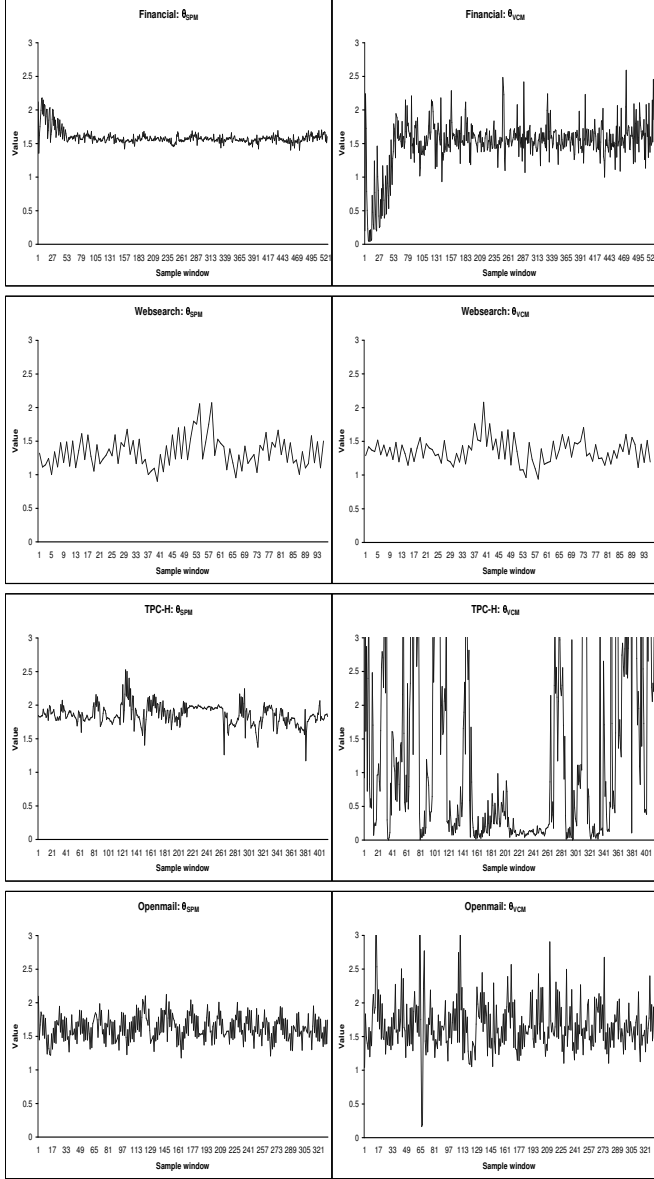 Financial: θSPM
3
2.5
2
1.5
1
0.5
0
Value
1 27 53 79 105 131 157 183 209 235 261 287 313 339 365 391 417 443 469 495 521
Sample window
Financial: θVCM
3
2.5
2
1.5
1
0.5
0
Value
1 27 53 79 105 131 157 183 209 235 261 287 313 339 365 391 417 443 469 495 52
Sample window
Websearch: θSPM
3
2.5
2
1.5
1
0.5
0
Value
1 5 9 13 17 21 25 29 33 37 41 45 49 53 57 61 65 69 73 77 81 85 89 93
Sample window
Websearch: θVCM
3
2.5
2
1.5
1
0.5
0
Value
1 5 9 13 17 21 25 29 33 37 41 45 49 53 57 61 65 69 73 77 81 85 89 93
Sample window
TPC-H: θSPM
3
2.5
2
1.5
1
0.5
0
Value
1 21 41 61 81 101 121 141 161 181 201 221 241 261 281 301 321 341 361 381 401
Sample window
TPC-H: θVCM
3
2.5
2
1.5
1
0.5
0
Value
1 21 41 61 81 101 121 141 161 181 201 221 241 261 281 301 321 341 361 381 401
Sample window
Openmail: θSPM
3
2.5
2
1.5
1
0.5
0
Value
1 17 33 49 65 81 97 113 129 145 161 177 193 209 225 241 257 273 289 305 321
Sample window
Openmail: θVCM
3
2.5
2
1.5
1
0.5
0
Value
1 17 33 49 65 81 97 113 129 145 161 177 193 209 225 241 257 273 289 305 321
Sample window